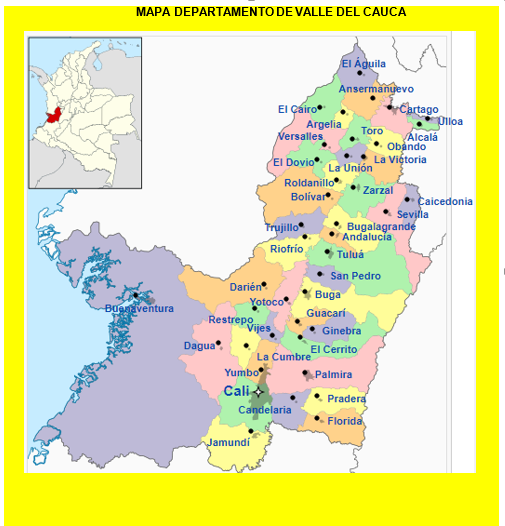 MAPA DEPARTAMENTO DE VALLE DEL CAUCA
El Águila
Ansermanuevo
El Cairo
Cartago
Argelia
Ulloa
Versalles
Toro
Alcalá
Obando
El Dovio
La Victoria
La Unión
Roldanillo
Zarzal
Bolívar
Caicedonia
Sevilla
Trujillo
Bugalagrande
Andalucía
Riofrío
Tuluá
San Pedro
Darién
Buga
Yotoco
Buenaventura
Guacarí
Restrepo
Vijes
Ginebra
Dagua
El Cerrito
La Cumbre
Yumbo
Palmira
Cali
Pradera
Candelaria
Florida
Jamundí